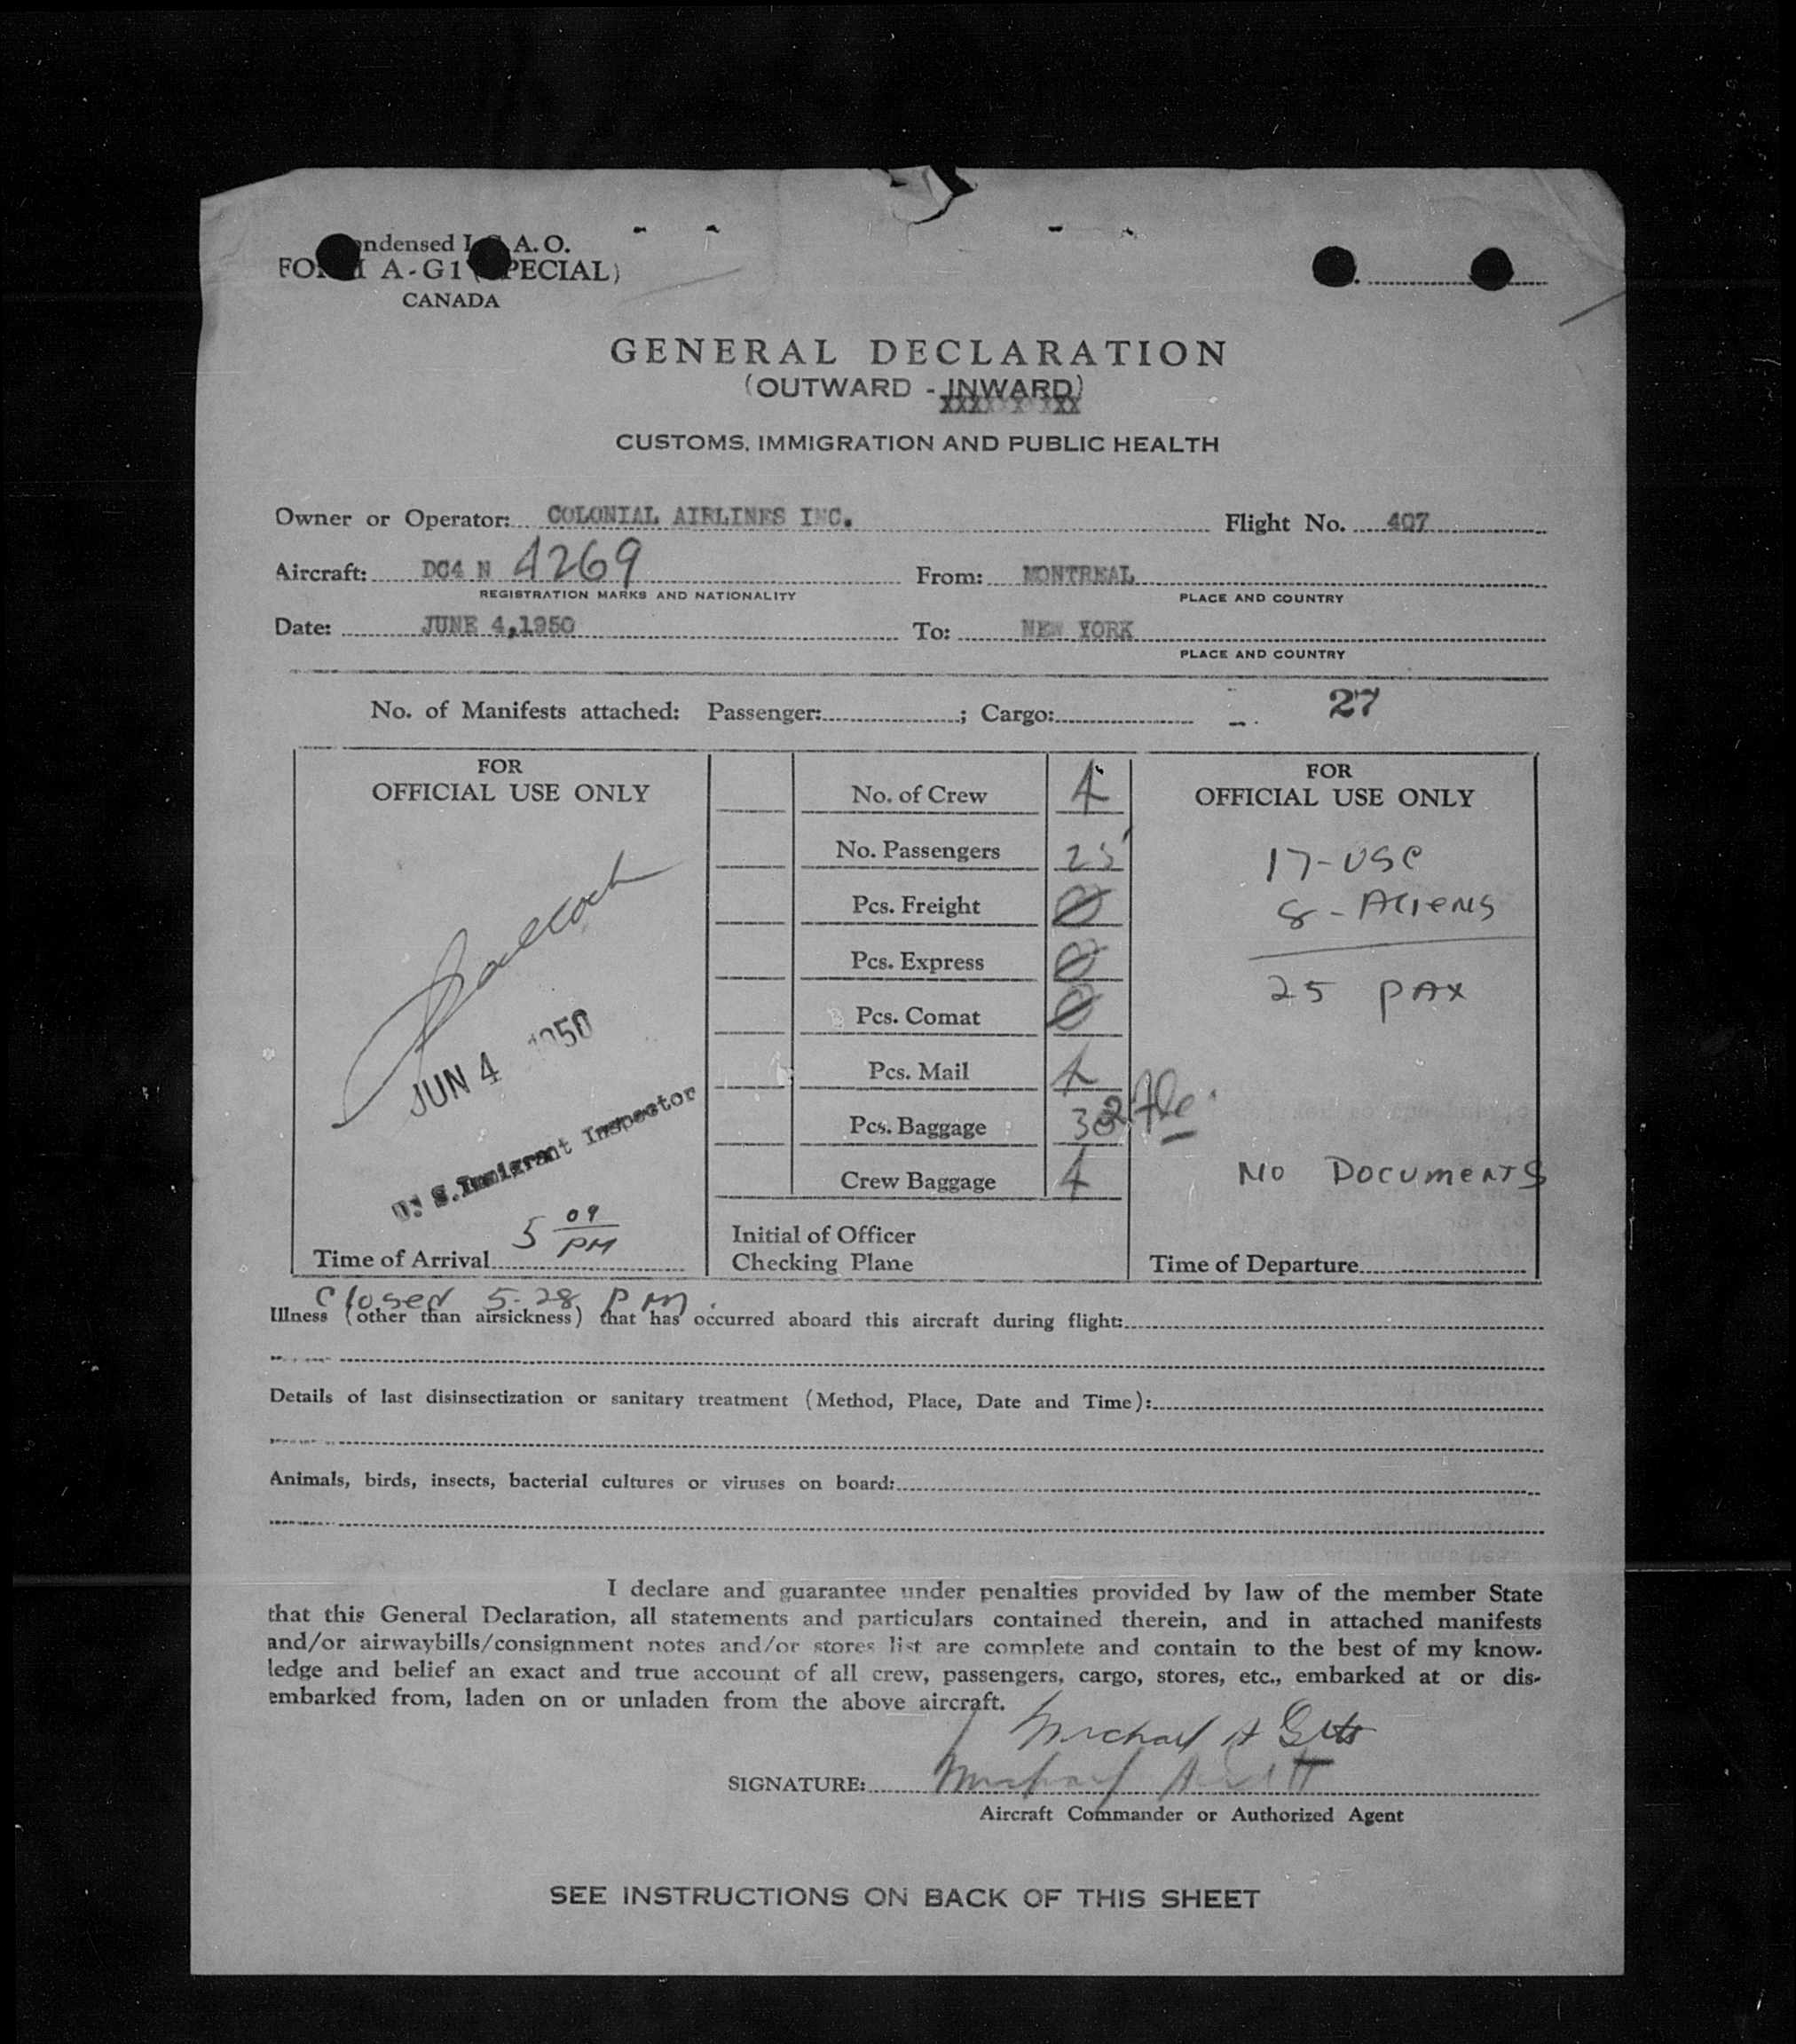 ndensed I. A. O.
FO A-G1 ( PECIAL)
CANADA
GENERAL DECLARATION
(OUTWARD - INWARD)
CUSTOMS, IMMIGRATION AND PUBLIC HEALTH
Owner or Operator: COLONIAL AIRLINES INC. Flight No. 407
Aircraft: DC4 N 4269 From: MONTREAL
REGISTRATION MARKS AND NATIONALITY PLACE AND COUNTRY
Date: JUNE 4,1950 To: NEW YORK
PLACE AND COUNTRY
No. of Manifests attached: Passenger: ; Cargo: 27
FOR
OFFICIAL USE ONLY
JUN 4 1950
U. S. Immigrant Inspector
5 09 PM
Time of Arrival
No. of Crew 4
No. Passengers 25
Pcs. Freight 0
Pcs. Express 0
Pcs. Comat 0
Pcs. Mail 4
Pcs. Baggage
Crew Baggage 4
Initial of Officer
Checking Plane
FOR
OFFICIAL USE ONLY
17-USC
8-Aliens
25 PAX
NO DOCUMENTS
Time of Departure
Closed 5-28 PM
Illness (other than airsickness) that has occurred aboard this aircraft during flight:
Details of last disinsectization or sanitary treatment (Method, Place, Date and Time):
Animals, birds, insects, bacterial cultures or viruses on board:
I declare and guarantee under penalties provided by law of the member State
that this General Declaration, all statements and particulars contained therein, and in attached manifests
and/or airwaybills/consignment notes and/or stores list are complete and contain to the best of my know-
ledge and belief an exact and true account of all crew, passengers, cargo, stores, etc., embarked at or dis-
embarked from, laden on or unladen from the above aircraft.
Michael A
SIGNATURE: Michael
Aircraft Commander or Authorized Agent
SEE INSTRUCTIONS ON BACK OF THIS SHEET